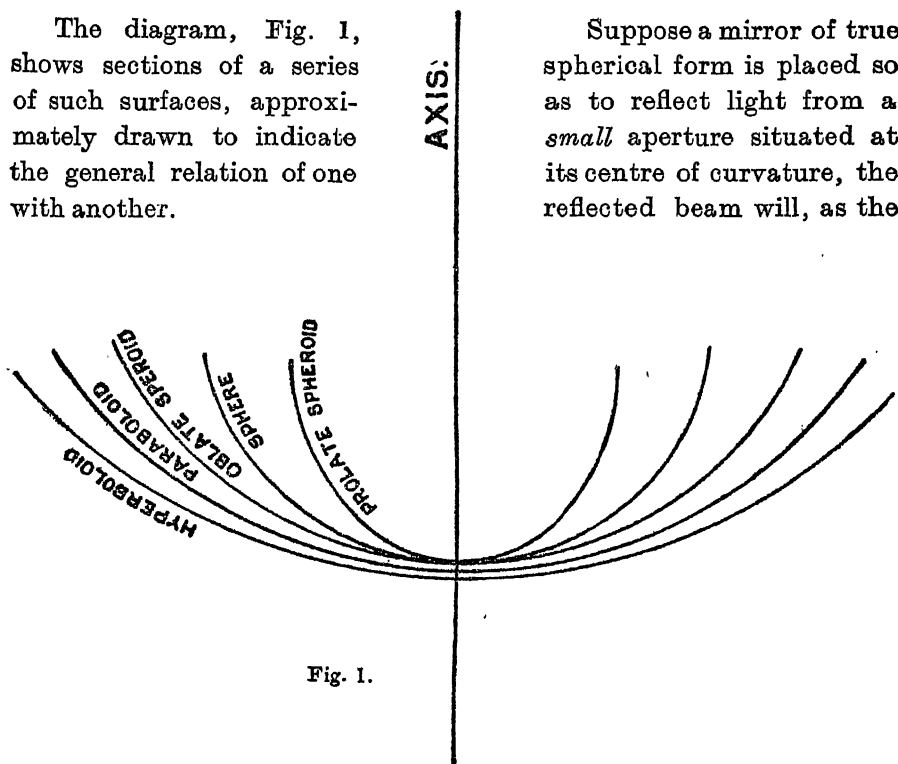 The diagram, Fig. 1,
shows sections of a series
of such surfaces, approxi-
mately drawn to indicate
the general relation of one
with another.
AXIS.
Suppose a mirror of true
spherical form is placed so
as to reflect light from a
small aperture situated at
its centre of curvature, the
reflected beam will, as the
HYPERBOLOID
PARABOLOID
OBLATE SPEROID
SPHERE
PROLATE SPHEROID
Fig. 1.